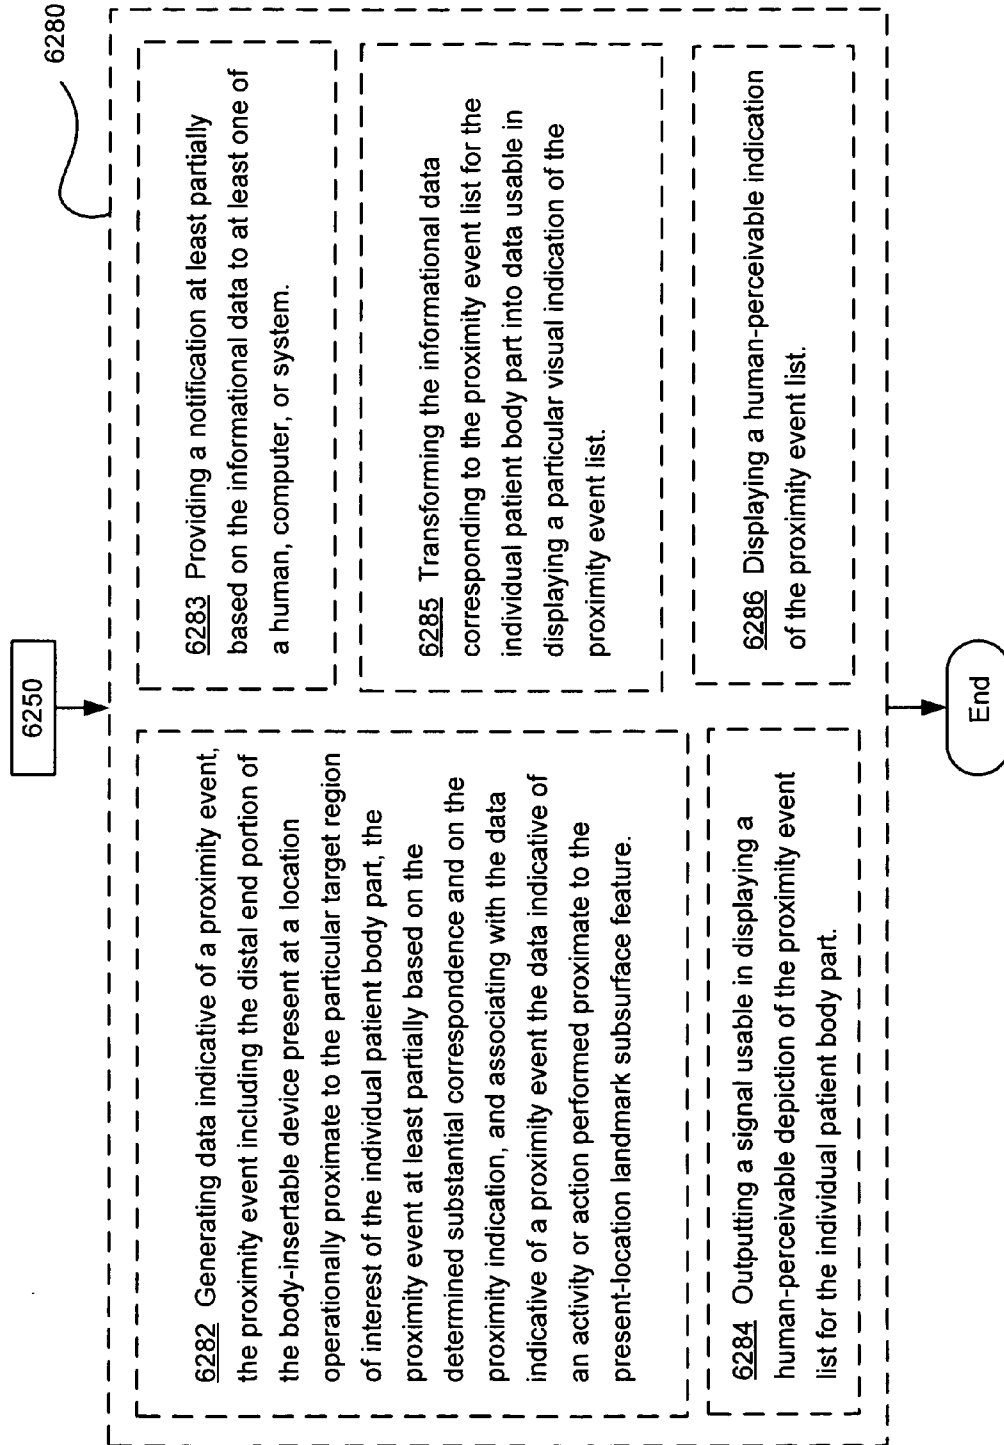 6250
6280
6282 Generating data indicative of a proximity event,
the proximity event including the distal end portion of
the body-insertable device present at a location
operationally proximate to the particular target region
of interest of the individual patient body part, the
proximity event at least partially based on the
determined substantial correspondence and on the
proximity indication, and associating with the data
indicative of a proximity event the data indicative of
an activity or action performed proximate to the
present-location landmark subsurface feature.
6283 Providing a notification at least partially
based on the informational data to at least one of
a human, computer, or system.
6284 Outputting a signal usable in displaying a
human-perceivable depiction of the proximity event
list for the individual patient body part.
6285 Transforming the informational data
corresponding to the proximity event list for the
individual patient body part into data usable in
displaying a particular visual indication of the
proximity event list.
6286 Displaying a human-perceivable indication
of the proximity event list.
End